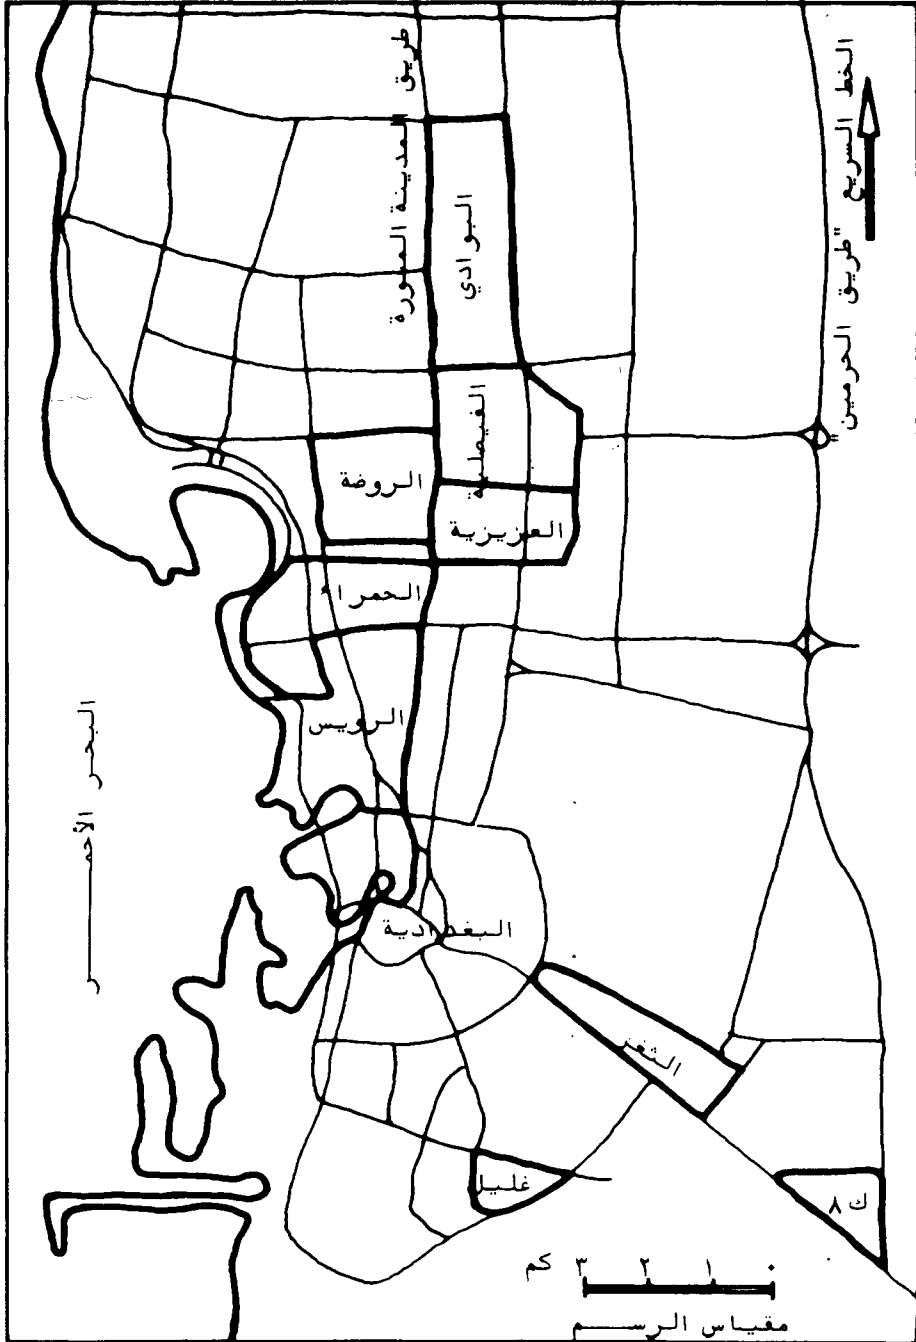 الخط السريع "طريق الحرمين"
طريق المدينة المنورة
البوادي
الفيصلية
الروضة
العزيزية
الحمراء
الرويس
البحر الأحمر
البغدادية
الثغر
غليل
ك ٨
كم ٣ ٢ ١ ٠
مقياس الرسم